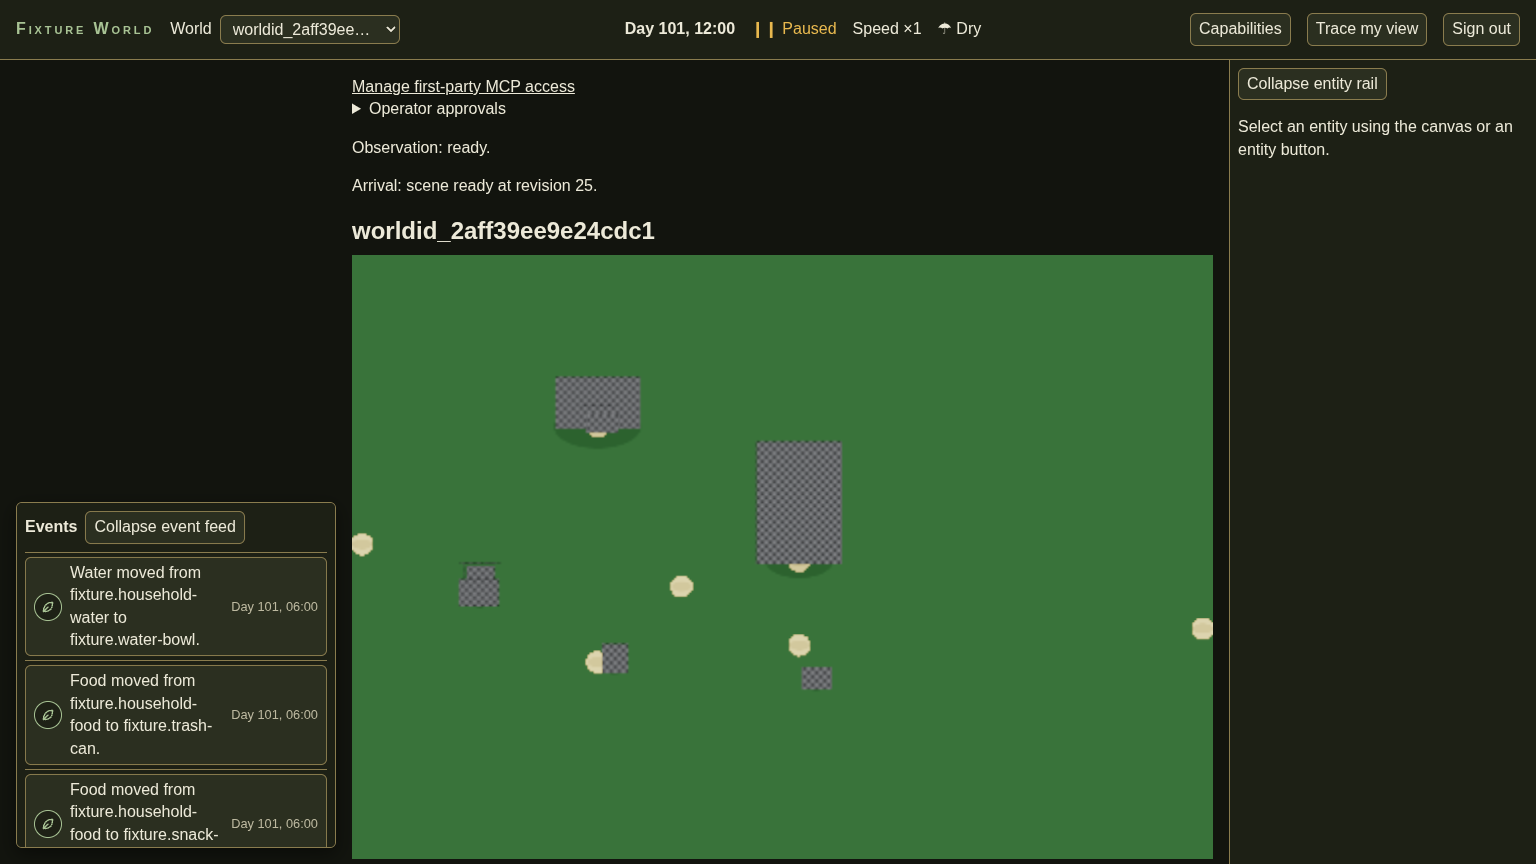 Fixture World
World
worldid_2aff39ee…
Day 101, 12:00
❙❙ Paused
Speed ×1
☂ Dry
Capabilities
Trace my view
Sign out
Manage first-party MCP access
▶ Operator approvals
Observation: ready.
Arrival: scene ready at revision 25.
worldid_2aff39ee9e24cdc1
Collapse entity rail
Select an entity using the canvas or an
entity button.
Events
Collapse event feed
Water moved from
fixture.household-
water to
fixture.water-bowl.
Day 101, 06:00
Food moved from
fixture.household-
food to fixture.trash-
can.
Day 101, 06:00
Food moved from
fixture.household-
food to fixture.snack-
Day 101, 06:00